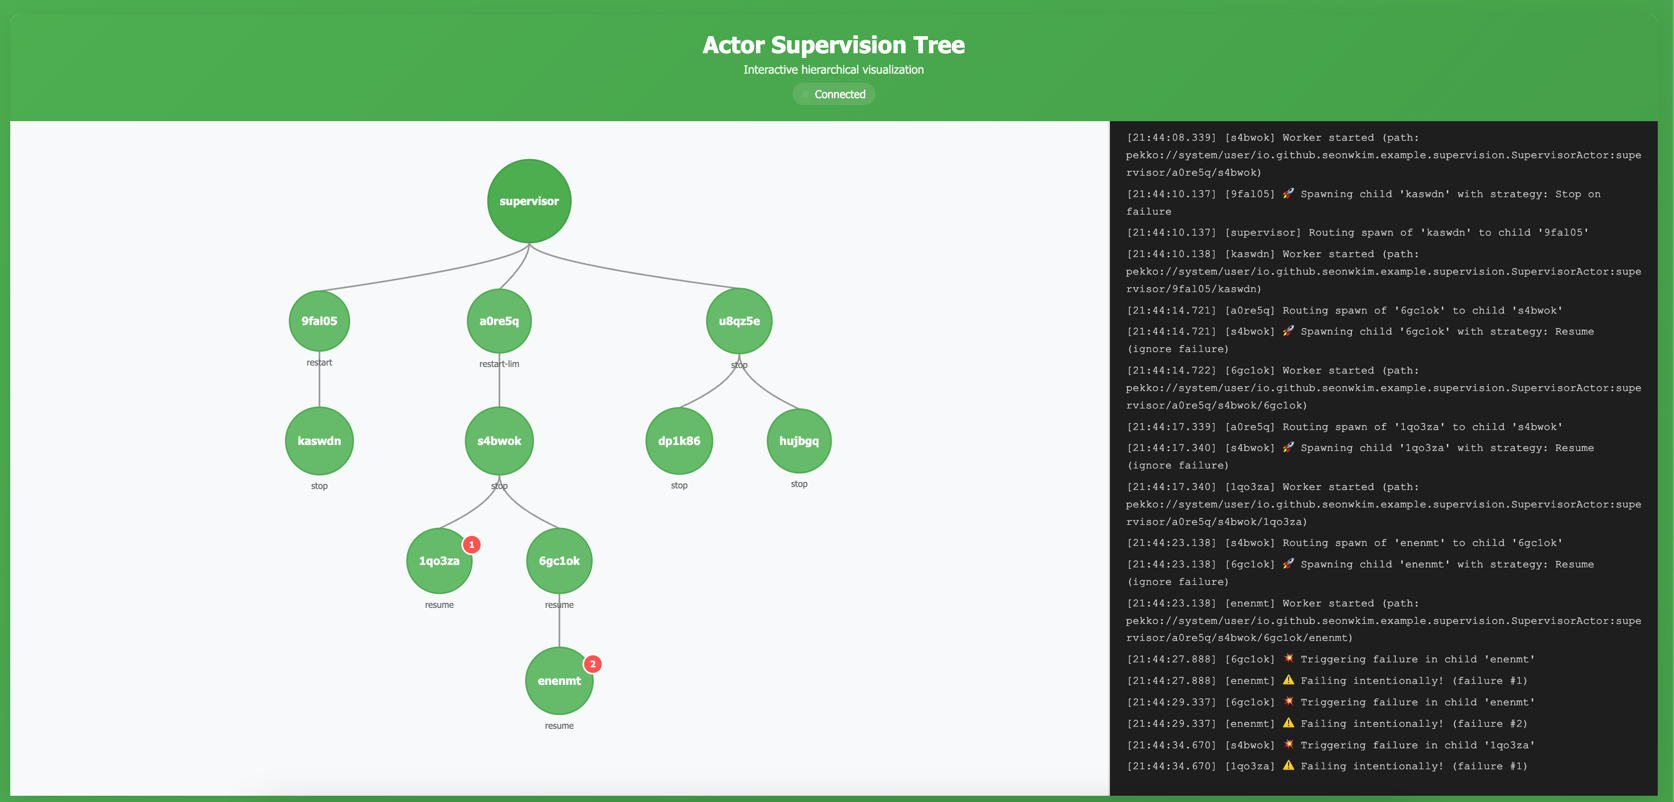 Actor Supervision Tree
Interactive hierarchical visualization
Connected
supervisor
9fal05
a0re5q
u8qz5e
restart
restart-lim
stop
kaswdn
s4bwok
dp1k86
hujbgq
stop
stop
stop
stop
1qo3za
1
6gc1ok
resume
resume
enenmt
2
resume
[21:44:08.339] [s4bwok] Worker started (path:
pekko://system/user/io.github.seonwkim.example.supervision.SupervisorActor:supe
rvisor/a0re5q/s4bwok)
[21:44:10.137] [9fal05] 🚀 Spawning child 'kaswdn' with strategy: Stop on
failure
[21:44:10.137] [supervisor] Routing spawn of 'kaswdn' to child '9fal05'
[21:44:10.138] [kaswdn] Worker started (path:
pekko://system/user/io.github.seonwkim.example.supervision.SupervisorActor:supe
rvisor/9fal05/kaswdn)
[21:44:14.721] [a0re5q] Routing spawn of '6gc1ok' to child 's4bwok'
[21:44:14.721] [s4bwok] 🚀 Spawning child '6gc1ok' with strategy: Resume
(ignore failure)
[21:44:14.722] [6gc1ok] Worker started (path:
pekko://system/user/io.github.seonwkim.example.supervision.SupervisorActor:supe
rvisor/a0re5q/s4bwok/6gc1ok)
[21:44:17.339] [a0re5q] Routing spawn of '1qo3za' to child 's4bwok'
[21:44:17.340] [s4bwok] 🚀 Spawning child '1qo3za' with strategy: Resume
(ignore failure)
[21:44:17.340] [1qo3za] Worker started (path:
pekko://system/user/io.github.seonwkim.example.supervision.SupervisorActor:supe
rvisor/a0re5q/s4bwok/1qo3za)
[21:44:23.138] [s4bwok] Routing spawn of 'enenmt' to child '6gc1ok'
[21:44:23.138] [6gc1ok] 🚀 Spawning child 'enenmt' with strategy: Resume
(ignore failure)
[21:44:23.138] [enenmt] Worker started (path:
pekko://system/user/io.github.seonwkim.example.supervision.SupervisorActor:supe
rvisor/a0re5q/s4bwok/6gc1ok/enenmt)
[21:44:27.888] [6gc1ok] 💥 Triggering failure in child 'enenmt'
[21:44:27.888] [enenmt] ⚠️ Failing intentionally! (failure #1)
[21:44:29.337] [6gc1ok] 💥 Triggering failure in child 'enenmt'
[21:44:29.337] [enenmt] ⚠️ Failing intentionally! (failure #2)
[21:44:34.670] [s4bwok] 💥 Triggering failure in child '1qo3za'
[21:44:34.670] [1qo3za] ⚠️ Failing intentionally! (failure #1)